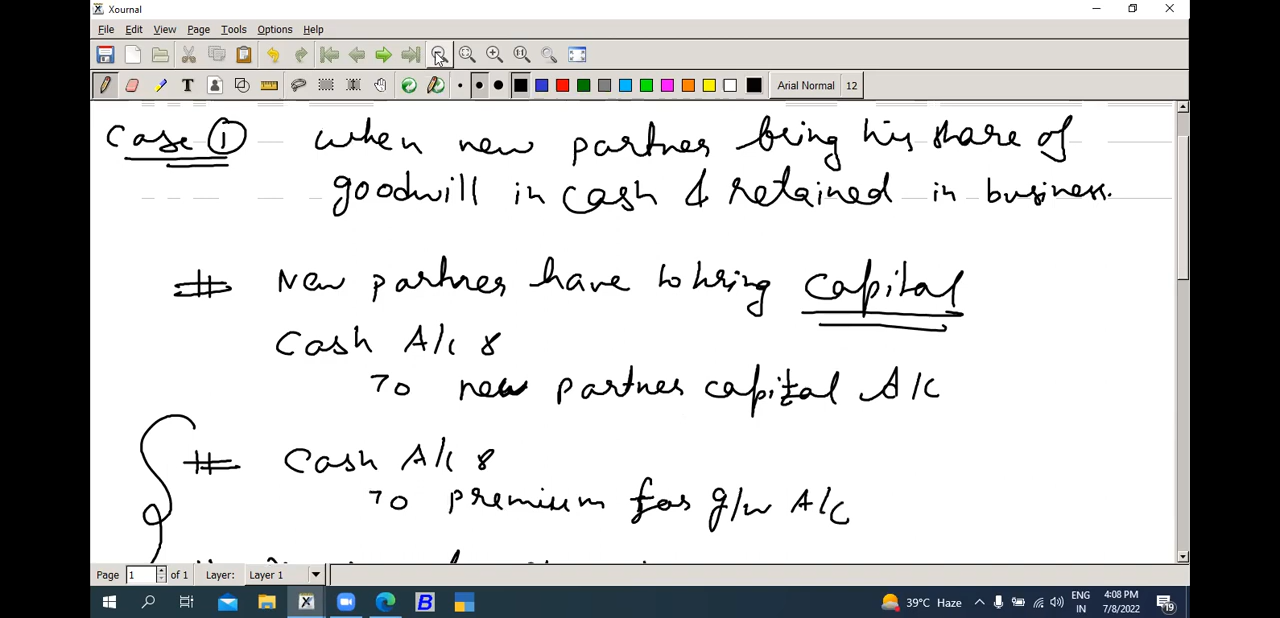 Xournal
File Edit View Page Tools Options Help
Arial Normal 12
Case 1 When new partner bring his share of
goodwill in cash & retained in business.
# New partner have to bring capital
Cash A/c
To new partner capital A/C
# Cash A/c
To premium for g/w A/C
Page 1 of 1 Layer: Layer 1
39°C Haze ENG 4:08 PM
IN 7/8/2022 19